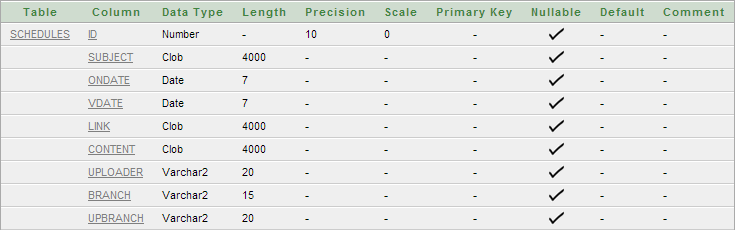 Table Column Data Type Length Precision Scale Primary Key Nullable Default Comment
SCHEDULES ID Number - 10 0 - ✓ - -
SUBJECT Clob 4000 - - - ✓ - -
ONDATE Date 7 - - - ✓ - -
VDATE Date 7 - - - ✓ - -
LINK Clob 4000 - - - ✓ - -
CONTENT Clob 4000 - - - ✓ - -
UPLOADER Varchar2 20 - - - ✓ - -
BRANCH Varchar2 15 - - - ✓ - -
UPBRANCH Varchar2 20 - - - ✓ - -